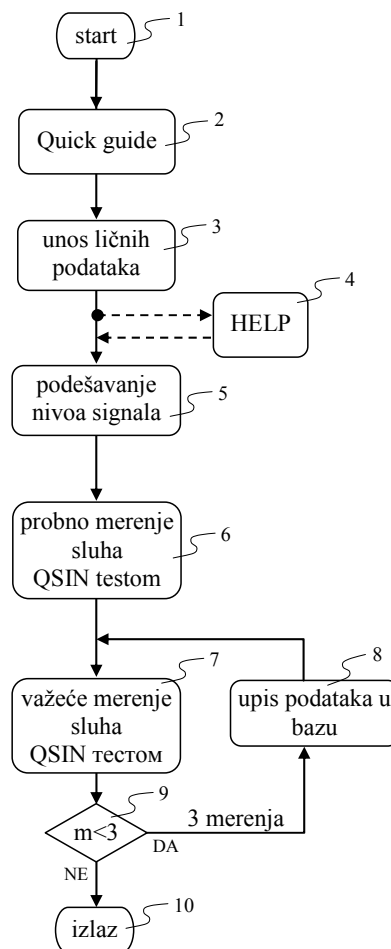 1
start
2
Quick guide
3
unos ličnih
podataka
4
HELP
5
podešavanje
nivoa signala
6
probno merenje
sluha
QSIN testom
7
važeće merenje
sluha
QSIN тестом
8
upis podataka u
bazu
9
m<3
3 merenja
DA
NE
10
izlaz